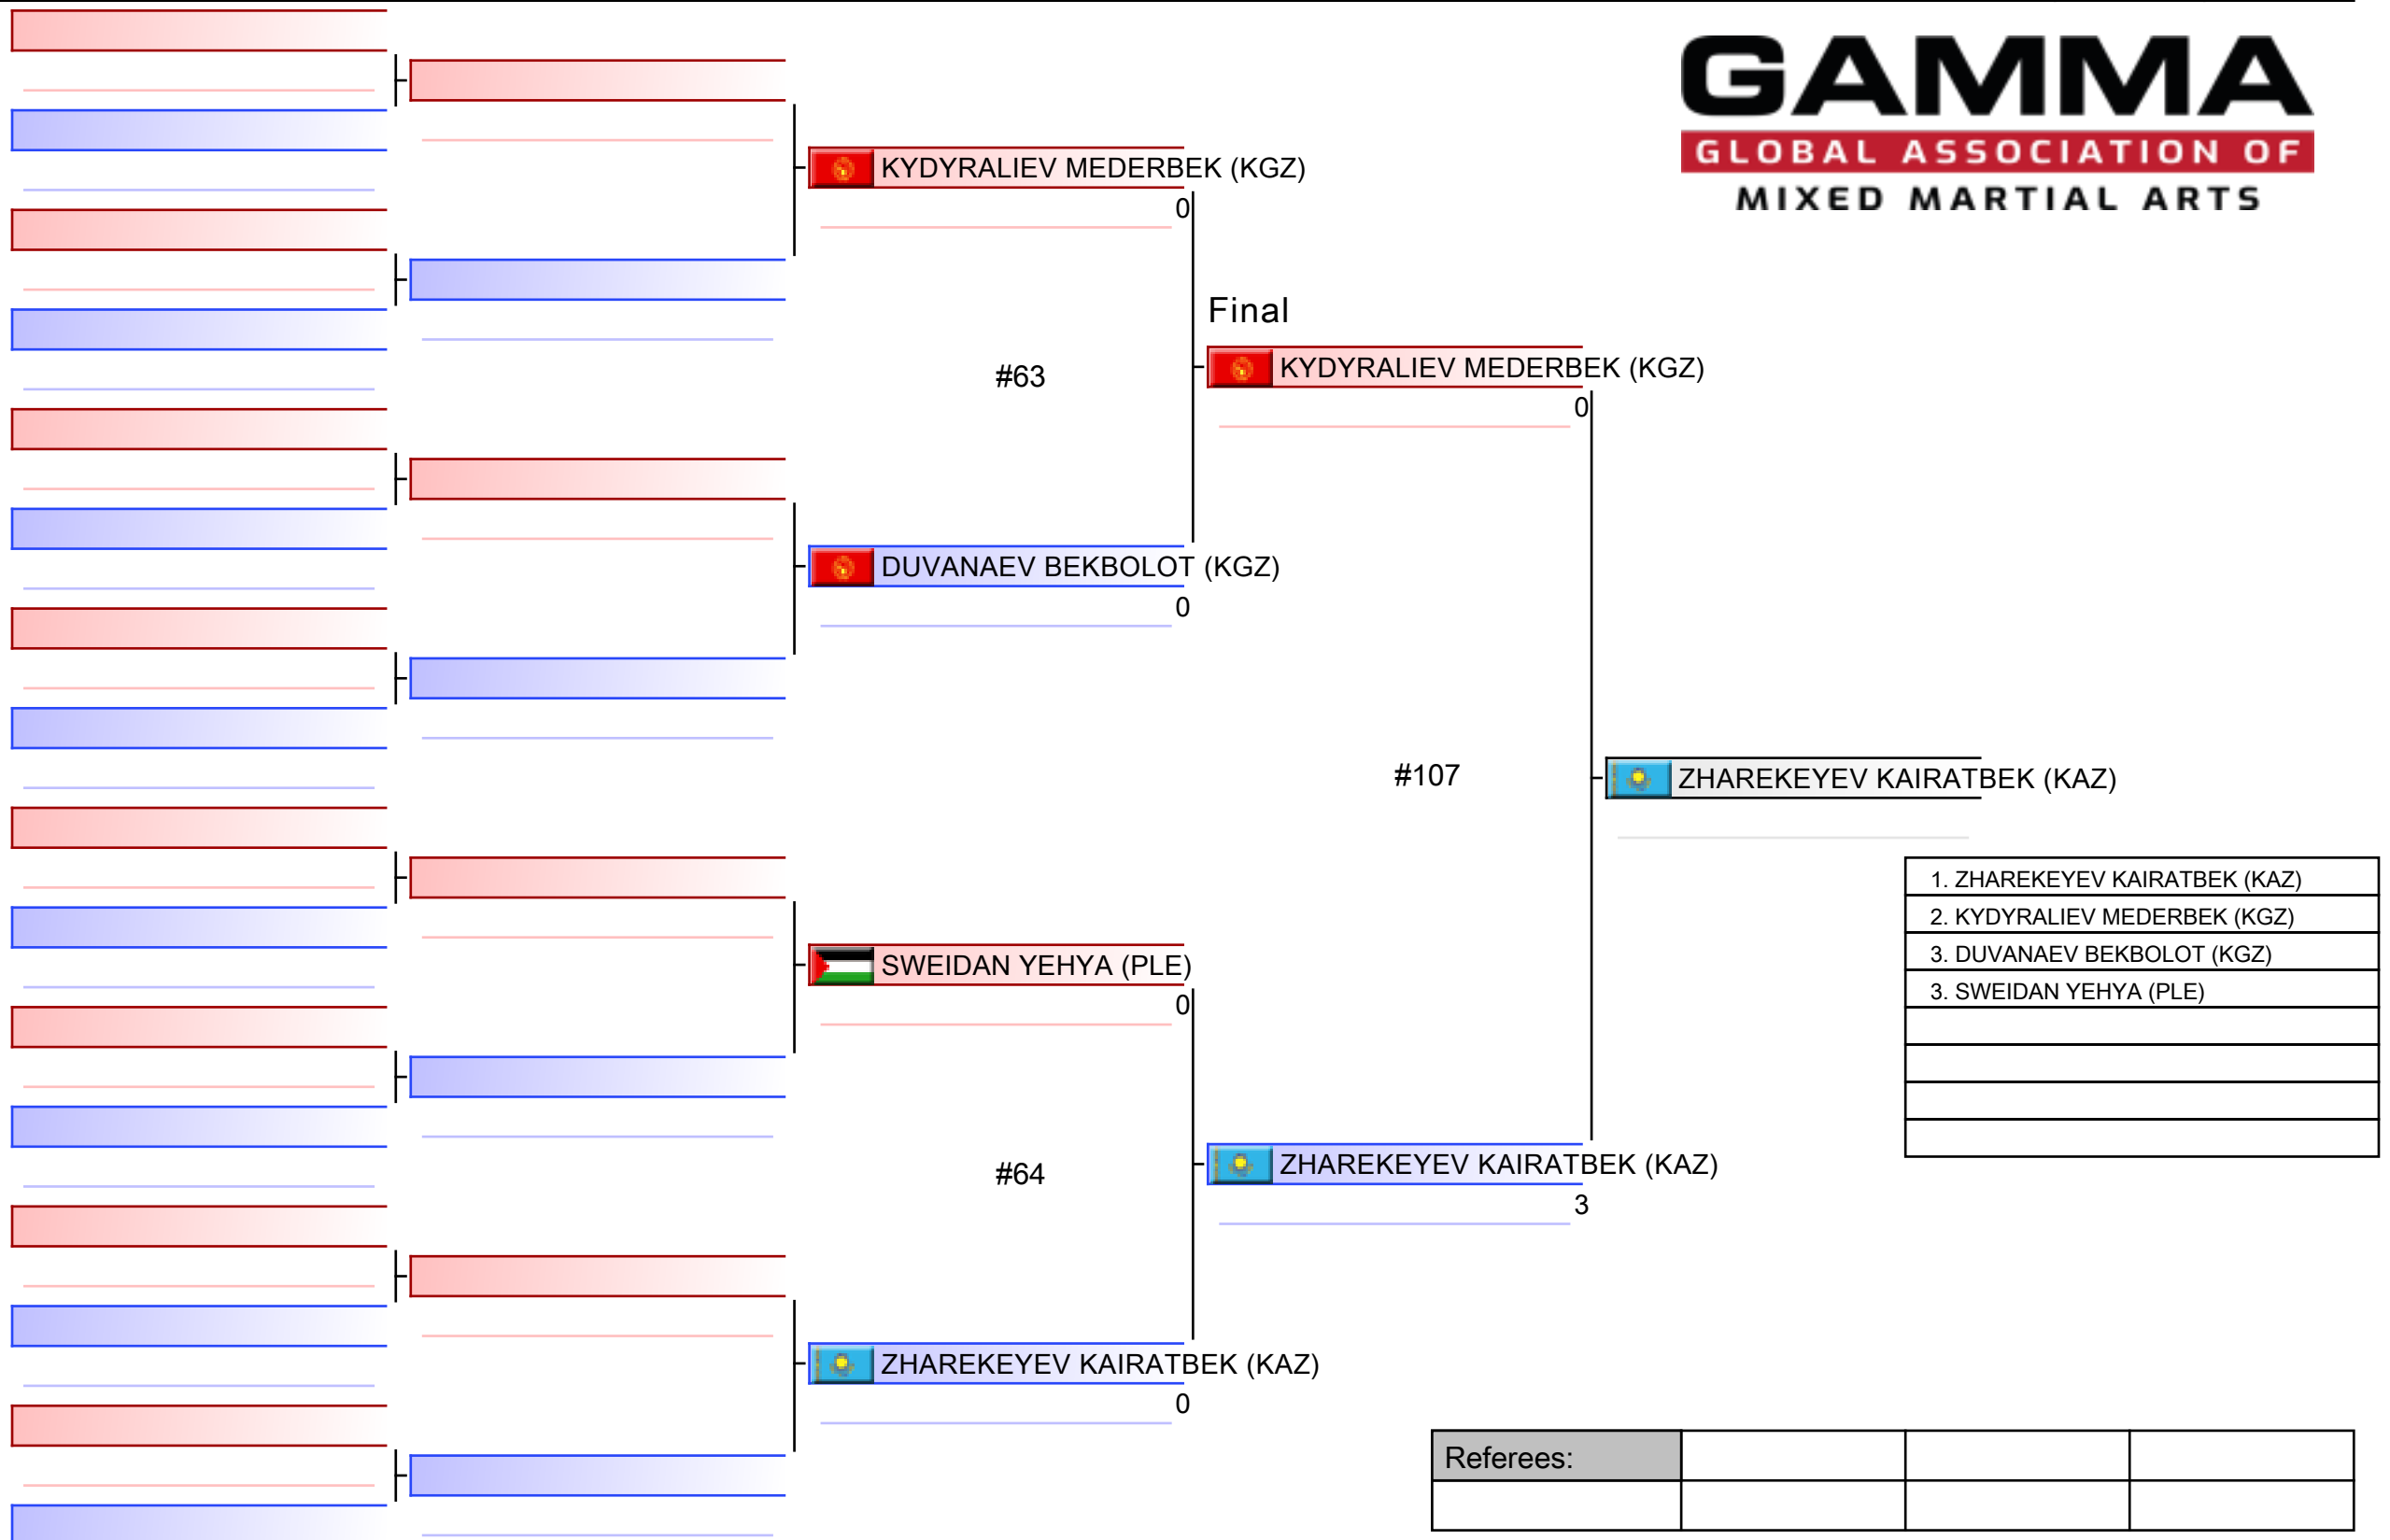 GAMMA
GLOBAL ASSOCIATION OF
MIXED MARTIAL ARTS
KYDYRALIEV MEDERBEK (KGZ)
0
Final
#63
KYDYRALIEV MEDERBEK (KGZ)
0
DUVANAEV BEKBOLOT (KGZ)
0
#107
ZHAREKEYEV KAIRATBEK (KAZ)
1. ZHAREKEYEV KAIRATBEK (KAZ)
2. KYDYRALIEV MEDERBEK (KGZ)
3. DUVANAEV BEKBOLOT (KGZ)
3. SWEIDAN YEHYA (PLE)
SWEIDAN YEHYA (PLE)
0
#64
ZHAREKEYEV KAIRATBEK (KAZ)
3
ZHAREKEYEV KAIRATBEK (KAZ)
0
Referees: